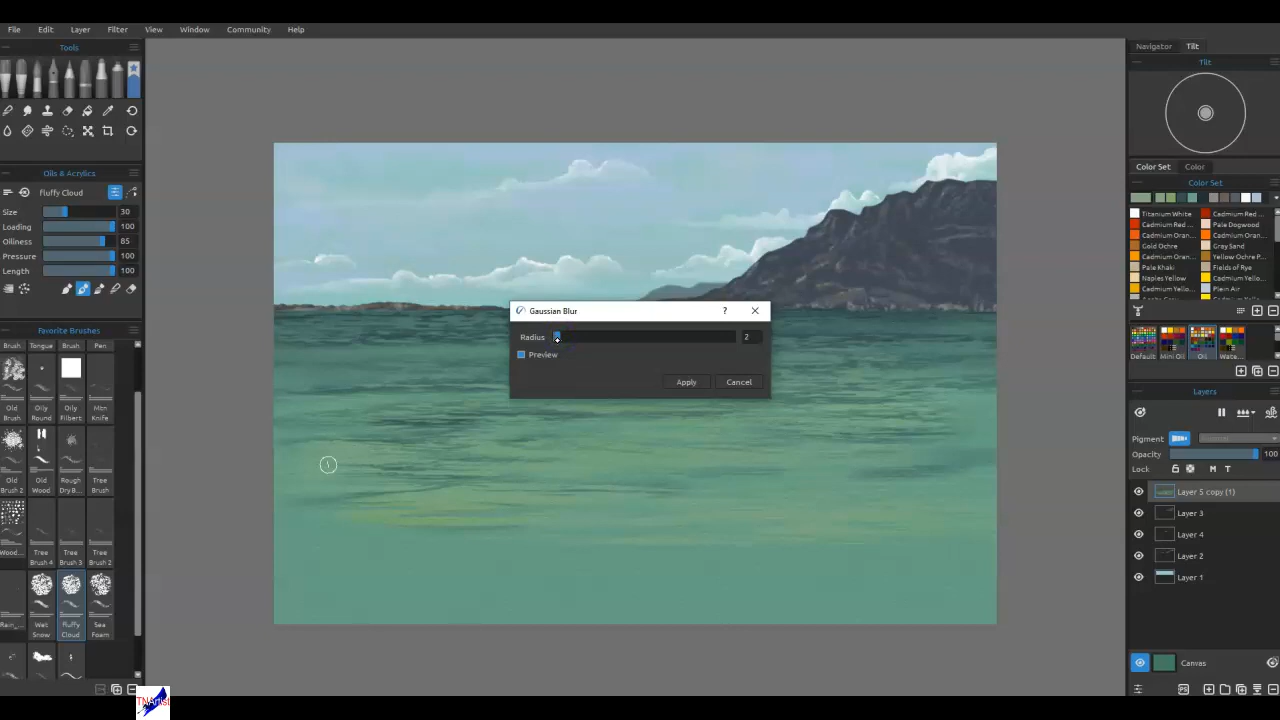 File Edit Layer Filter View Window Community Help
Tools
Oils & Acrylics
Fluffy Cloud
Size 30
Loading 100
Oiliness 85
Pressure 100
Length 100
Favorite Brushes
Brush Tongue Brush Pen
Old Brush Oily Round Oily Filbert Mtn Knife
Old Brush 2 Old Wood Rough Dry B... Tree Brush
Wood... Tree Brush 4 Tree Brush 3 Tree Brush 2
Rain_... Wet Snow Fluffy Cloud Sea Foam
TNArtist
Gaussian Blur ?
Radius 2
Preview
Apply Cancel
Navigator Tilt
Tilt
Color Set Color
Color Set
Titanium White Cadmium Red ...
Cadmium Red ... Pale Dogwood
Cadmium Oran... Cadmium Oran...
Gold Ochre Gray Sand
Cadmium Oran... Yellow Ochre P...
Pale Khaki Fields of Rye
Naples Yellow Cadmium Yello...
Cadmium Yello... Plein Air
Default Mini Oil Oil Wate...
Layers
Pigment
Opacity 100
Lock M T
Layer 5 copy (1)
Layer 3
Layer 4
Layer 2
Layer 1
Canvas
PS